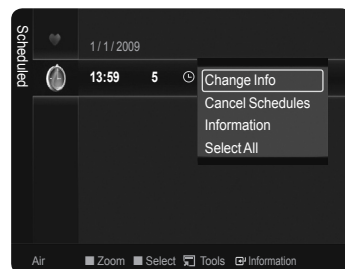 Scheduled
1 / 1 / 2009
13:59 5
Change Info
Cancel Schedules
Information
Select All
Air Zoom Select Tools Information